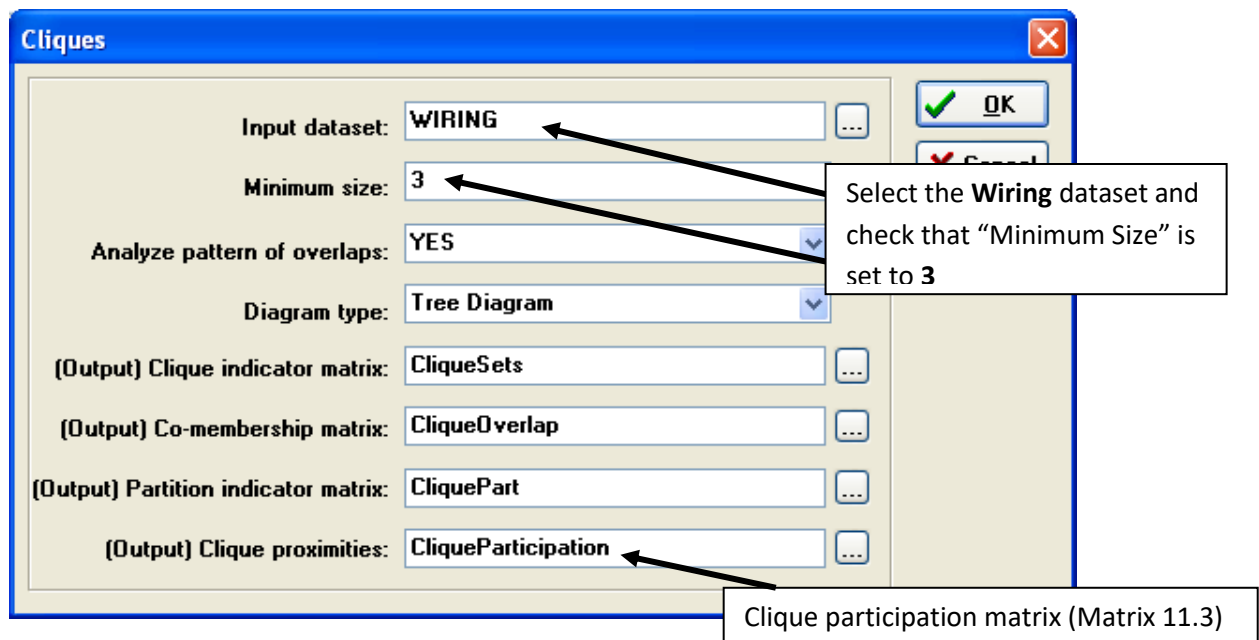 Cliques
Input dataset: WIRING ...
OK
Minimum size: 3
Select the Wiring dataset and
check that “Minimum Size” is
set to 3
Analyze pattern of overlaps: YES
Diagram type: Tree Diagram
(Output) Clique indicator matrix: CliqueSets ...
(Output) Co-membership matrix: CliqueOverlap ...
(Output) Partition indicator matrix: CliquePart ...
(Output) Clique proximities: CliqueParticipation ...
Clique participation matrix (Matrix 11.3)